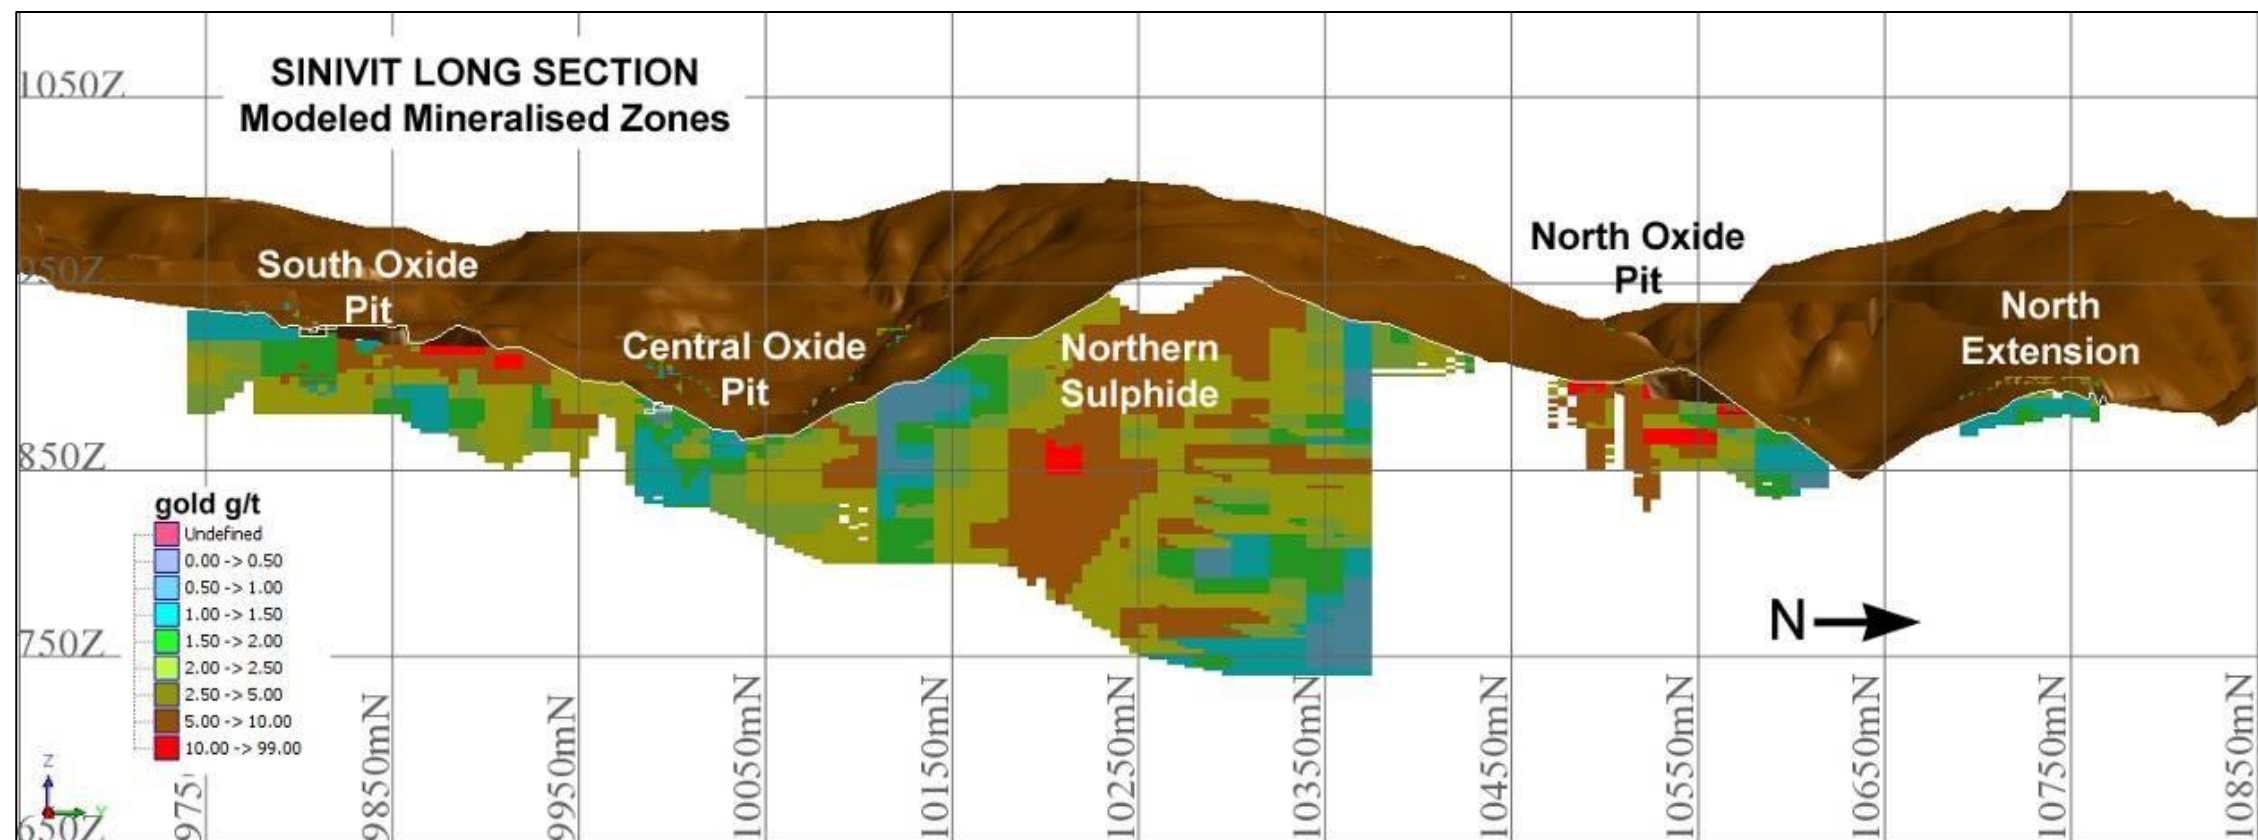 SINIVIT LONG SECTION
Modeled Mineralised Zones
1050Z
950Z
850Z
750Z
650Z
South Oxide
Pit
Central Oxide
Pit
Northern
Sulphide
North Oxide
Pit
North
Extension
gold g/t
Undefined
0.00 -> 0.50
0.50 -> 1.00
1.00 -> 1.50
1.50 -> 2.00
2.00 -> 2.50
2.50 -> 5.00
5.00 -> 10.00
10.00 -> 99.00
N
Z
Y
975
9850mN
9950mN
10050mN
10150mN
10250mN
10350mN
10450mN
10550mN
10650mN
10750mN
10850mN